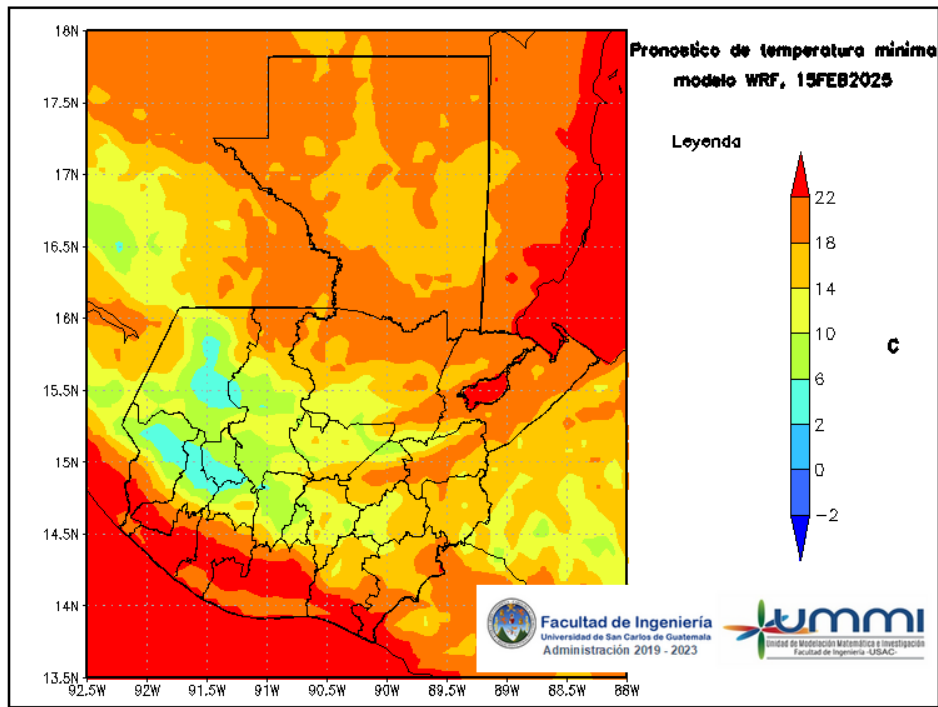 Pronostico de temperatura minima
modelo WRF, 15FEB2025
Leyenda
22
18
14
10
6
2
0
-2
C
18N
17.5N
17N
16.5N
16N
15.5N
15N
14.5N
14N
13.5N
92.5W
92W
91.5W
91W
90.5W
90W
89.5W
89W
88.5W
88W
Facultad de Ingeniería
Universidad de San Carlos de Guatemala
Administración 2019 - 2023
UMMI
Unidad de Modelación Matemática e Investigación
Facultad de Ingeniería -USAC-